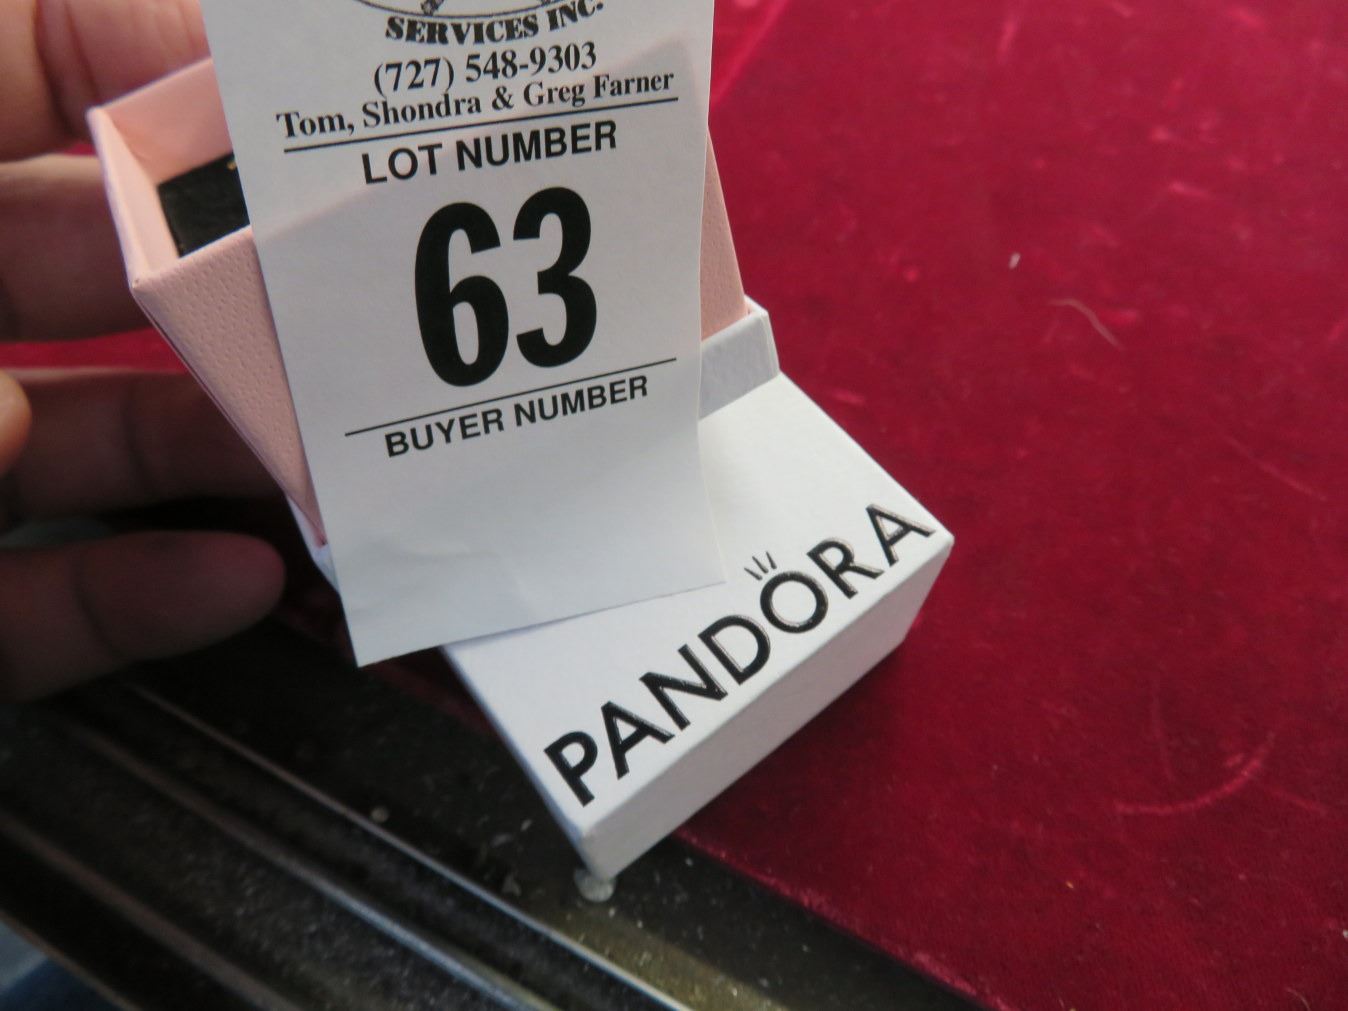 SERVICES INC.
(727) 548-9303
Tom, Shondra & Greg Farner
LOT NUMBER
63
BUYER NUMBER
PANDORA